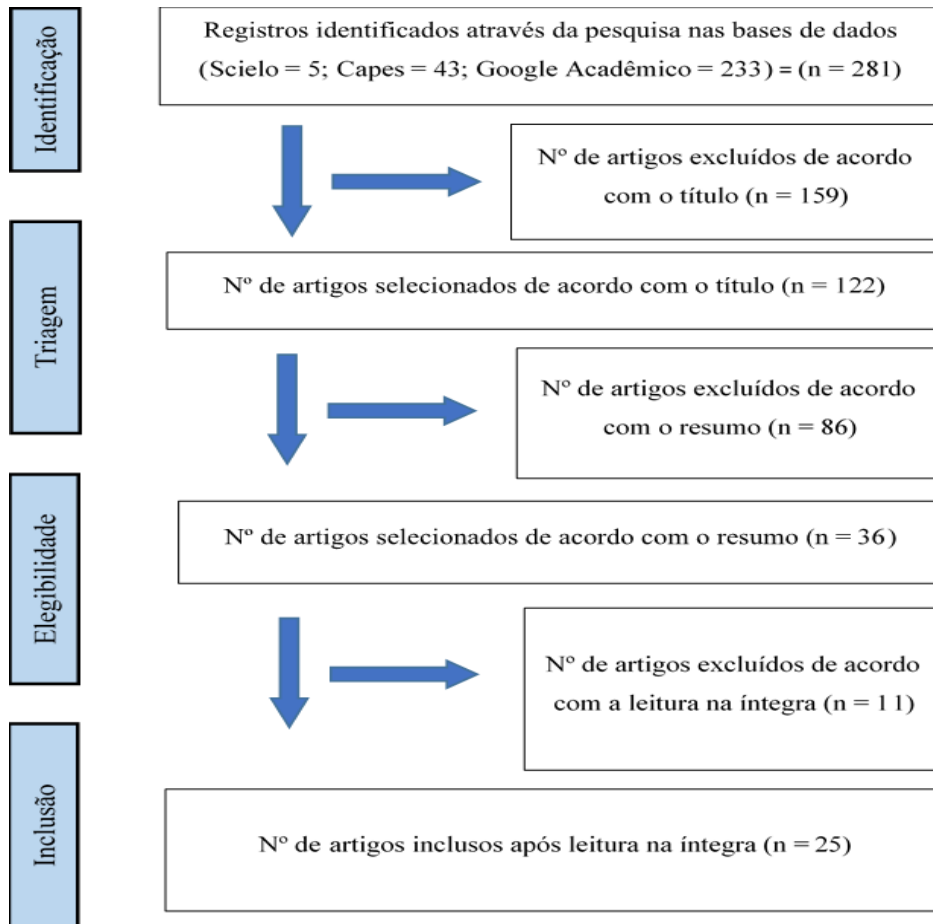 Identificação
Registros identificados através da pesquisa nas bases de dados
(Scielo = 5; Capes = 43; Google Acadêmico = 233) = (n = 281)
Nº de artigos excluídos de acordo
com o título (n = 159)
Triagem
Nº de artigos selecionados de acordo com o título (n = 122)
Nº de artigos excluídos de acordo
com o resumo (n = 86)
Elegibilidade
Nº de artigos selecionados de acordo com o resumo (n = 36)
Nº de artigos excluídos de acordo
com a leitura na íntegra (n = 11)
Inclusão
Nº de artigos inclusos após leitura na íntegra (n = 25)